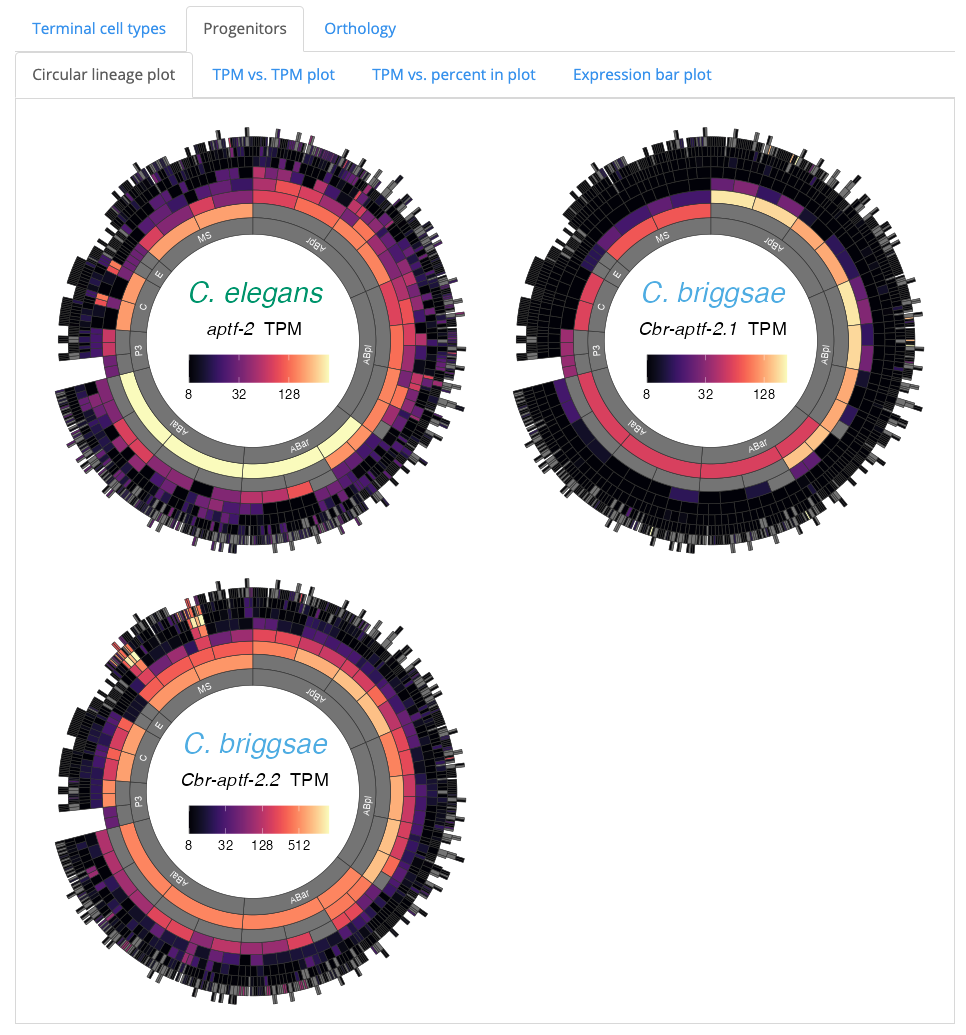 Terminal cell types Progenitors Orthology
Circular lineage plot TPM vs. TPM plot TPM vs. percent in plot Expression bar plot
MS ABpr
E
C. elegans
C
aptf-2 TPM
P3 ABpl
8 32 128
ABal ABar
MS ABpr
E
C. briggsae
C
Cbr-aptf-2.1 TPM
P3 ABpl
8 32 128
ABal ABar
MS ABpr
E
C. briggsae
C
Cbr-aptf-2.2 TPM
P3 ABpl
8 32 128 512
ABal ABar